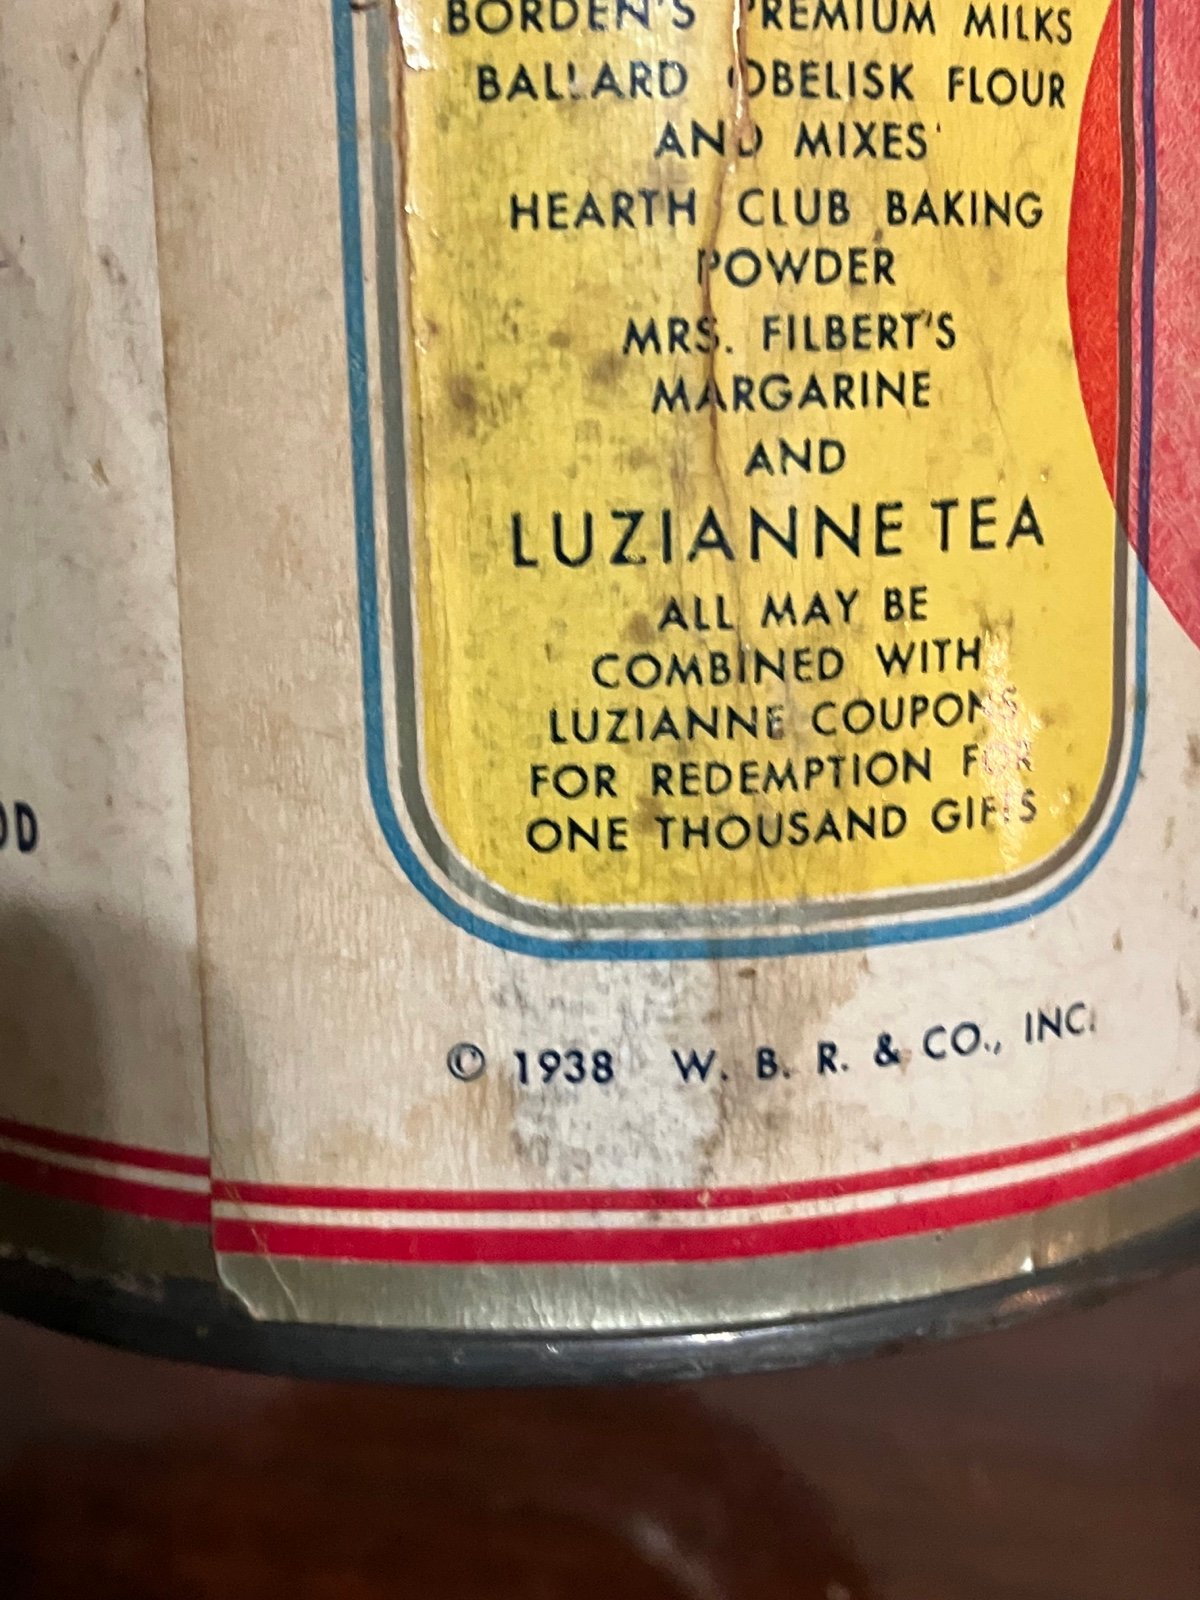 BORDEN'S PREMIUM MILKS
BALLARD OBELISK FLOUR
AND MIXES
HEARTH CLUB BAKING
POWDER
MRS. FILBERT'S
MARGARINE
AND
LUZIANNE TEA
ALL MAY BE
COMBINED WITH
LUZIANNE COUPONS
FOR REDEMPTION FOR
ONE THOUSAND GIFTS
© 1938 W. B. R. & CO., INC.